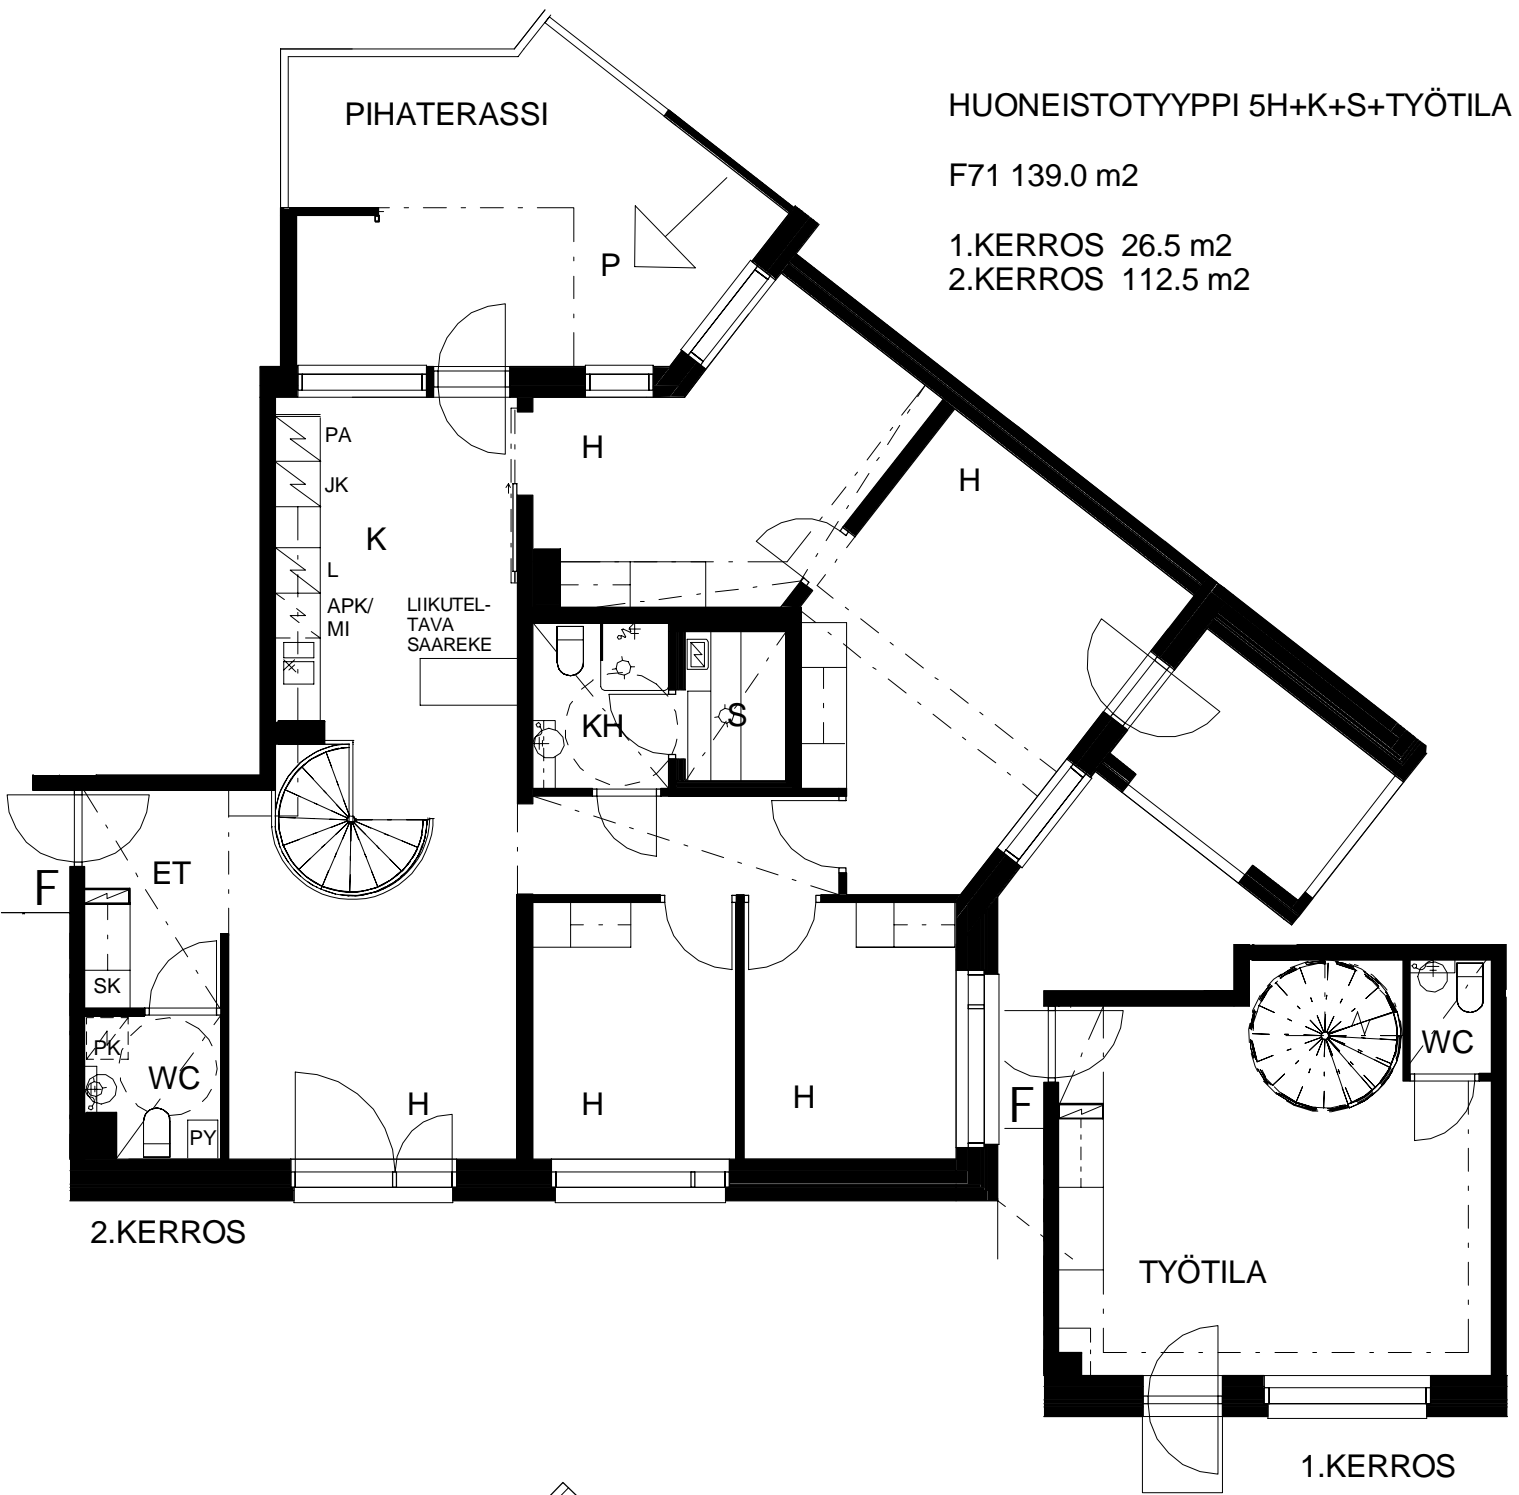 PIHATERASSI
HUONEISTOTYYPPI 5H+K+S+TYÖTILA
F71 139.0 m2
1.KERROS 26.5 m2
2.KERROS 112.5 m2
P
PA
JK
K
L
APK/
MI
LIIKUTEL-
TAVA
SAAREKE
H
H
KH
S
ET
F
SK
PK
WC
PY
H
H
H
2.KERROS
WC
F
TYÖTILA
1.KERROS